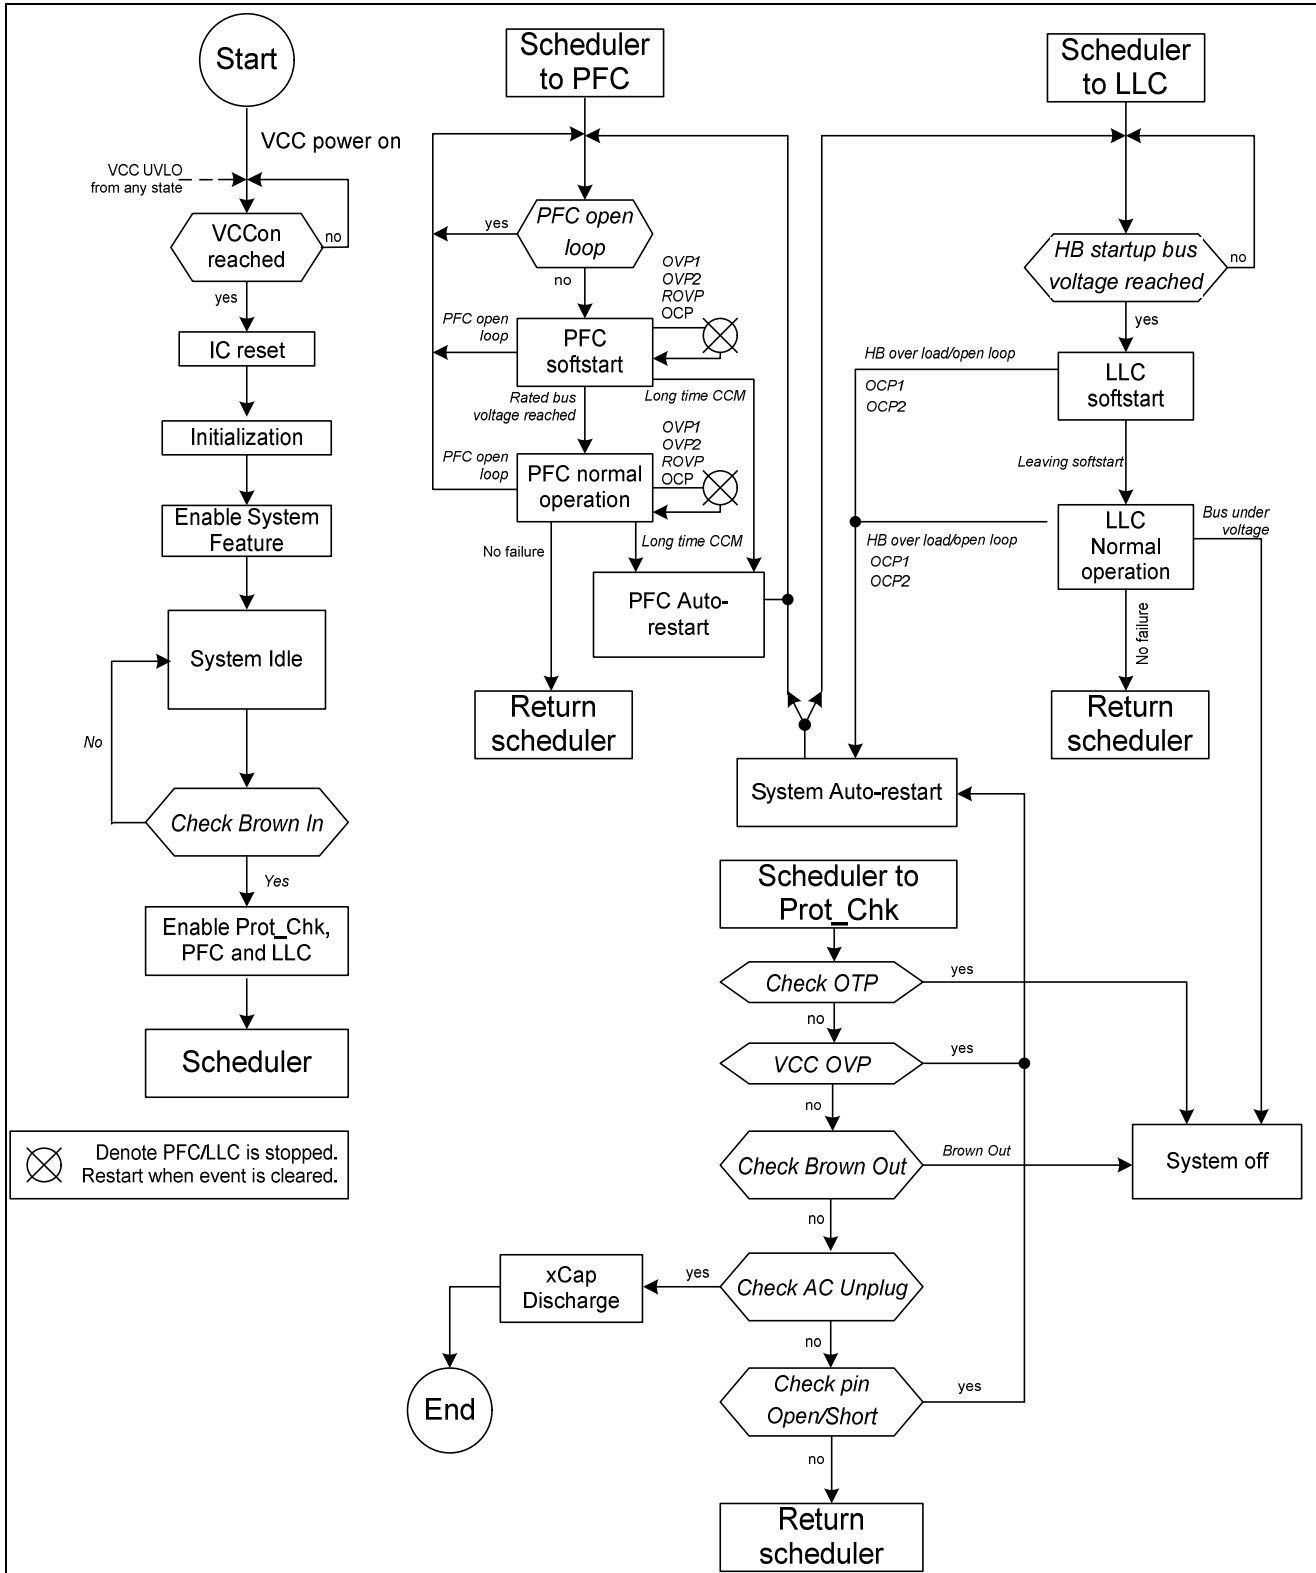 Start
VCC power on
VCC UVLO
from any state
VCCon
reached
no
yes
IC reset
Initialization
Enable System
Feature
System Idle
No
Check Brown In
Yes
Enable Prot_Chk,
PFC and LLC
Scheduler
Denote PFC/LLC is stopped.
Restart when event is cleared.
Scheduler
to PFC
yes
PFC open
loop
no
OVP1
OVP2
ROVP
OCP
PFC open
loop
PFC
softstart
Rated bus
voltage reached
Long time CCM
OVP1
OVP2
ROVP
OCP
PFC open
loop
PFC normal
operation
No failure
Long time CCM
PFC Auto-
restart
Return
scheduler
Scheduler
to LLC
HB startup bus
voltage reached
no
yes
HB over load/open loop
OCP1
OCP2
LLC
softstart
Leaving softstart
Bus under
voltage
LLC
Normal
operation
HB over load/open loop
OCP1
OCP2
No failure
Return
scheduler
System Auto-restart
Scheduler to
Prot_Chk
Check OTP
yes
no
VCC OVP
yes
no
Check Brown Out
Brown Out
System off
no
xCap
Discharge
yes
Check AC Unplug
no
End
Check pin
Open/Short
yes
no
Return
scheduler